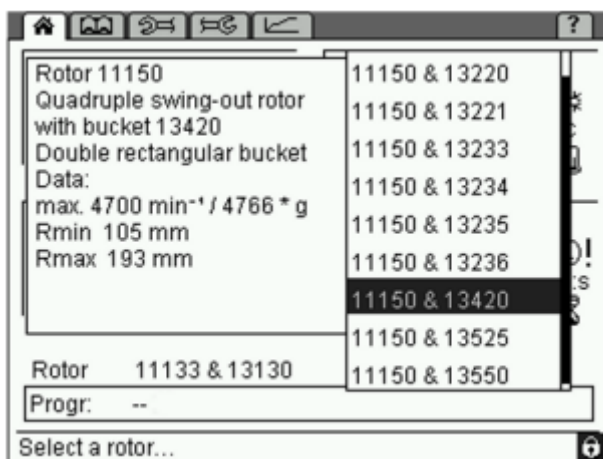 ?
Rotor 11150
Quadruple swing-out rotor
with bucket 13420
Double rectangular bucket
Data:
max. 4700 min⁻¹ / 4766 * g
Rmin 105 mm
Rmax 193 mm
11150 & 13220
11150 & 13221
11150 & 13233
11150 & 13234
11150 & 13235
11150 & 13236
11150 & 13420
11150 & 13525
11150 & 13550
Rotor 11133 & 13130
Progr: --
Select a rotor...